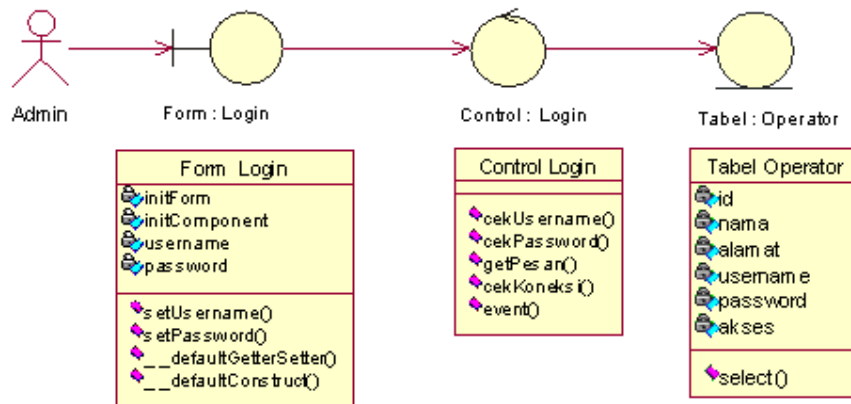 Admin
Form : Login
Control : Login
Tabel : Operator
Form Login
initForm
initComponent
username
password
setUsername()
setPassword()
__defaultGetterSetter()
__defaultConstruct()
Control Login
cekUsername()
cekPassword()
getPesan()
cekKoneksi()
event()
Tabel Operator
id
nama
alamat
username
password
akses
select()